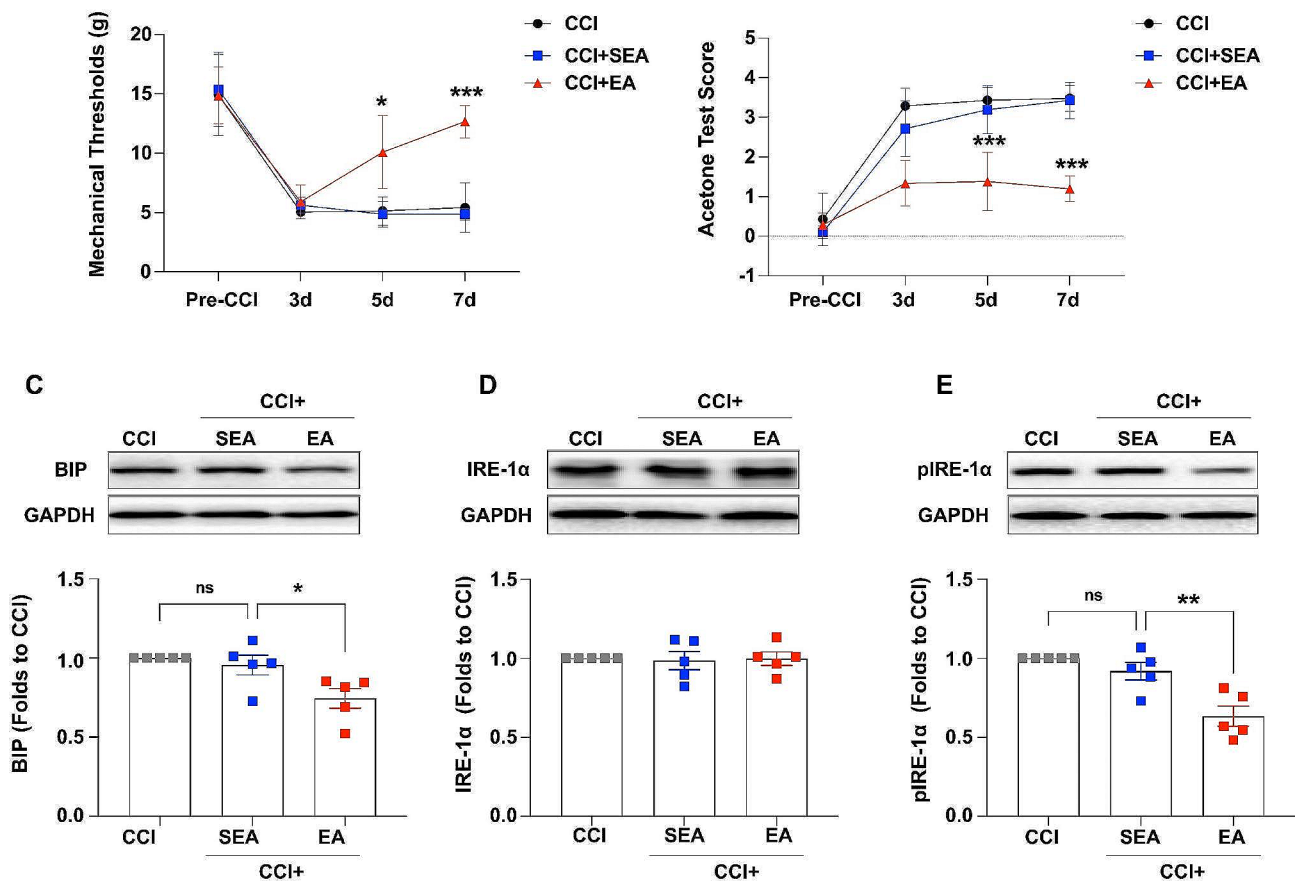 Mechanical Thresholds (g)
20
15
10
5
0
Pre-CCI 3d 5d 7d
* ***
CCI
CCI+SEA
CCI+EA
Acetone Test Score
5
4
3
2
1
0
-1
Pre-CCI 3d 5d 7d
*** ***
CCI
CCI+SEA
CCI+EA
C
CCI+
CCI SEA EA
BIP
GAPDH
BIP (Folds to CCI)
1.5
1.0
0.5
0.0
ns *
CCI SEA EA
CCI+
D
CCI+
CCI SEA EA
IRE-1α
GAPDH
IRE-1α (Folds to CCI)
1.5
1.0
0.5
0.0
CCI SEA EA
CCI+
E
CCI+
CCI SEA EA
pIRE-1α
GAPDH
pIRE-1α (Folds to CCI)
1.5
1.0
0.5
0.0
ns **
CCI SEA EA
CCI+